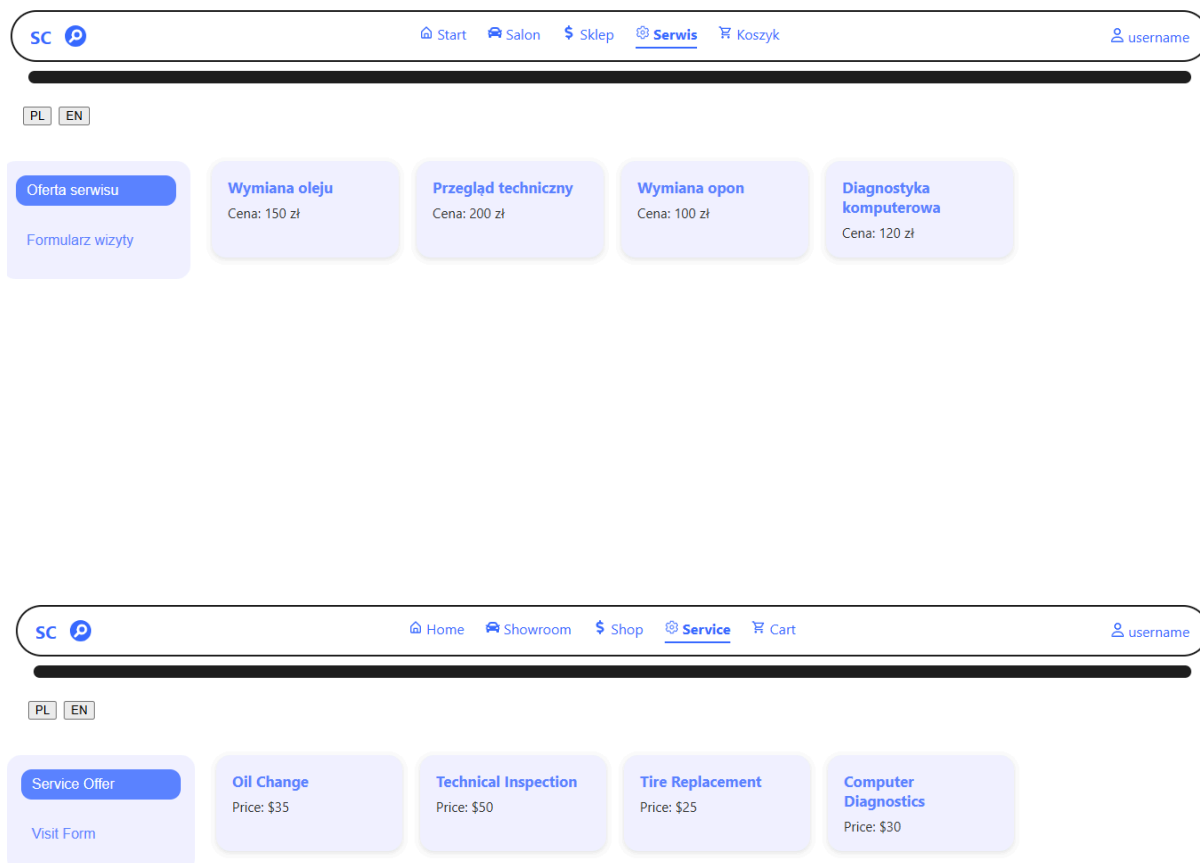 SC Start Salon $ Sklep Serwis Koszyk username
PL EN
Oferta serwisu
Formularz wizyty
Wymiana oleju
Cena: 150 zł
Przegląd techniczny
Cena: 200 zł
Wymiana opon
Cena: 100 zł
Diagnostyka
komputerowa
Cena: 120 zł
SC Home Showroom $ Shop Service Cart username
PL EN
Service Offer
Visit Form
Oil Change
Price: $35
Technical Inspection
Price: $50
Tire Replacement
Price: $25
Computer
Diagnostics
Price: $30